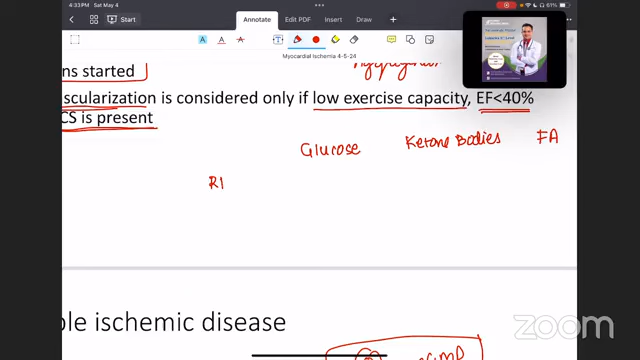 4:33 PM Sat May 4
61%
Start Annotate Edit PDF Insert Draw
Myocardial Ischemia 4-5-24
ns started
scularization is considered only if low exercise capacity, EF<40%
CS is present
Glucose Ketone Bodies FA
RI
ble ischemic disease
zoom